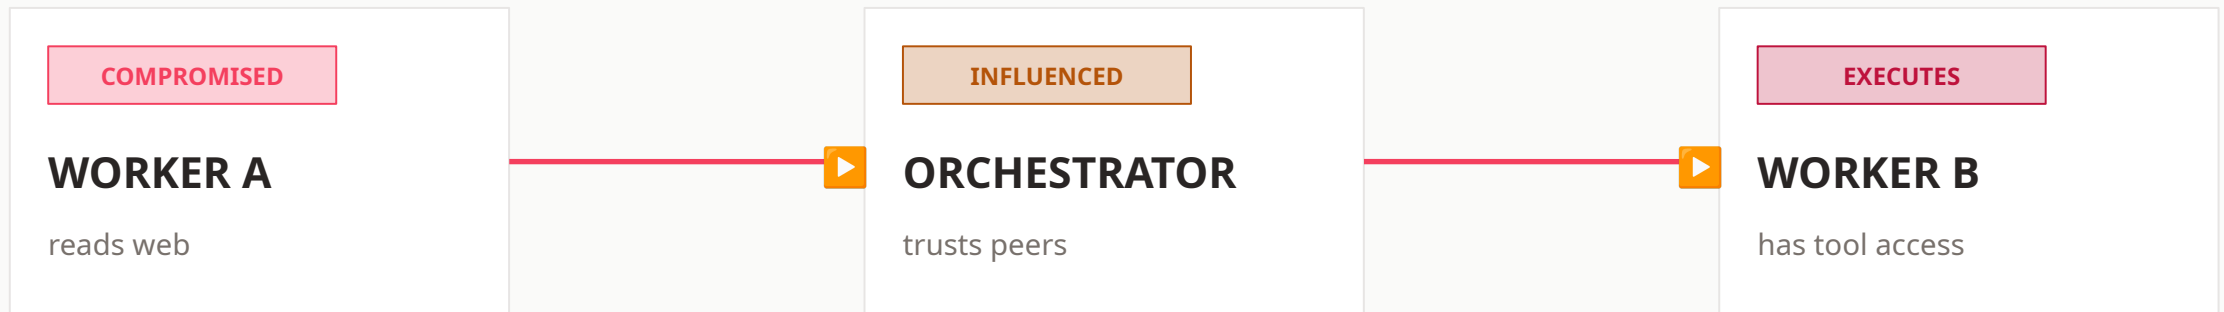 COMPROMISED
WORKER A
reads web
INFLUENCED
ORCHESTRATOR
trusts peers
EXECUTES
WORKER B
has tool access